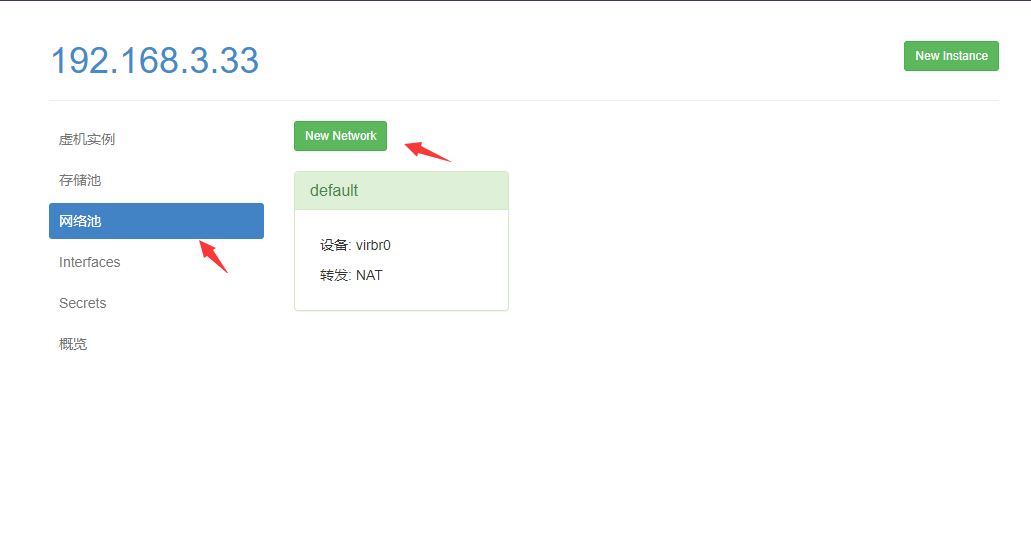 192.168.3.33
New Instance
虚机实例
存储池
网络池
Interfaces
Secrets
概览
New Network
default
设备: virbr0
转发: NAT